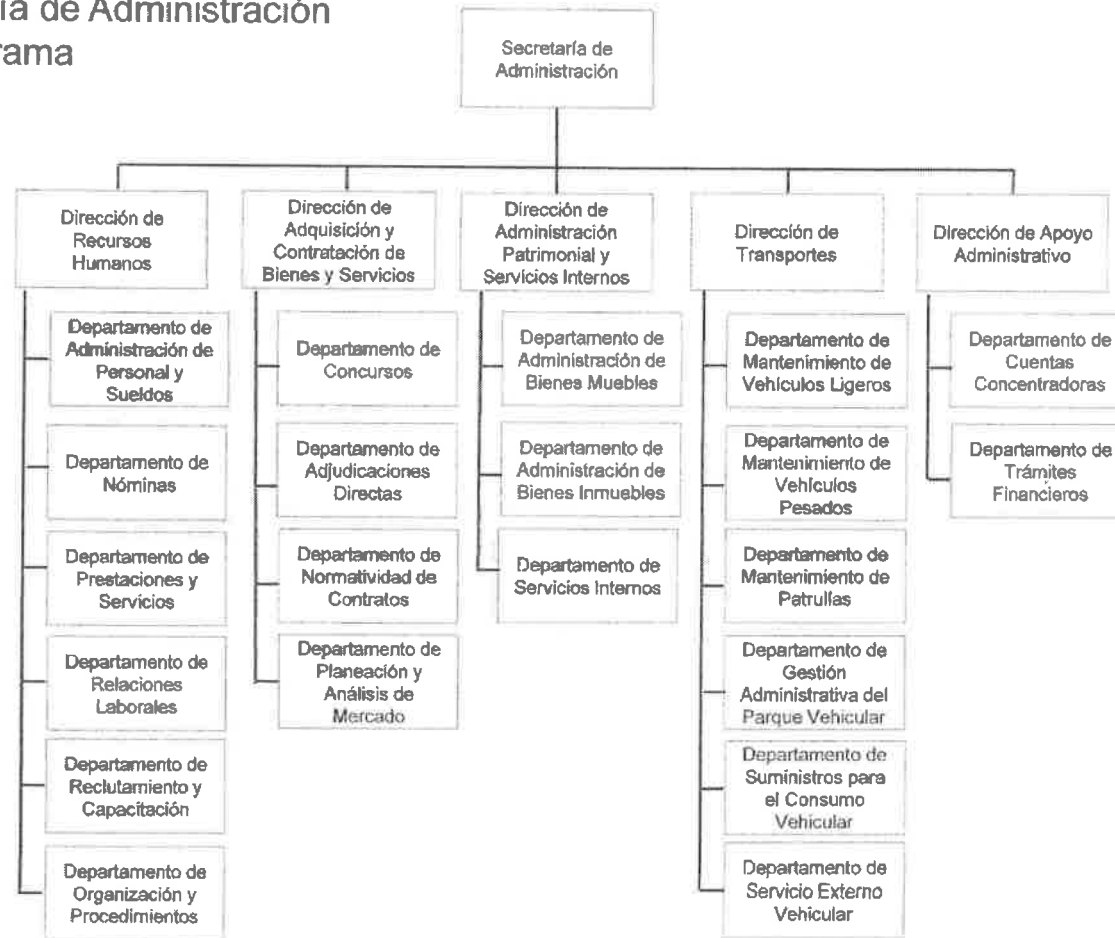 ía de Administración
rama
Secretaría de
Administración
Dirección de
Recursos
Humanos
Dirección de
Adquisición y
Contratación de
Bienes y Servicios
Dirección de
Administración
Patrimonial y
Servicios Internos
Dirección de
Transportes
Dirección de Apoyo
Administrativo
Departamento de
Administración de
Personal y
Sueldos
Departamento de
Nóminas
Departamento de
Prestaciones y
Servicios
Departamento de
Relaciones
Laborales
Departamento de
Reclutamiento y
Capacitación
Departamento de
Organización y
Procedimientos
Departamento de
Concursos
Departamento de
Adjudicaciones
Directas
Departamento de
Normatividad de
Contratos
Departamento de
Planeación y
Análisis de
Mercado
Departamento de
Administración de
Bienes Muebles
Departamento de
Administración de
Bienes Inmuebles
Departamento de
Servicios Internos
Departamento de
Mantenimiento de
Vehículos Ligeros
Departamento de
Mantenimiento de
Vehículos
Pesados
Departamento de
Mantenimiento de
Patrullas
Departamento de
Gestión
Administrativa del
Parque Vehicular
Departamento de
Suministros para
el Consumo
Vehicular
Departamento de
Servicio Externo
Vehicular
Departamento de
Cuentas
Concentradoras
Departamento de
Trámites
Financieros